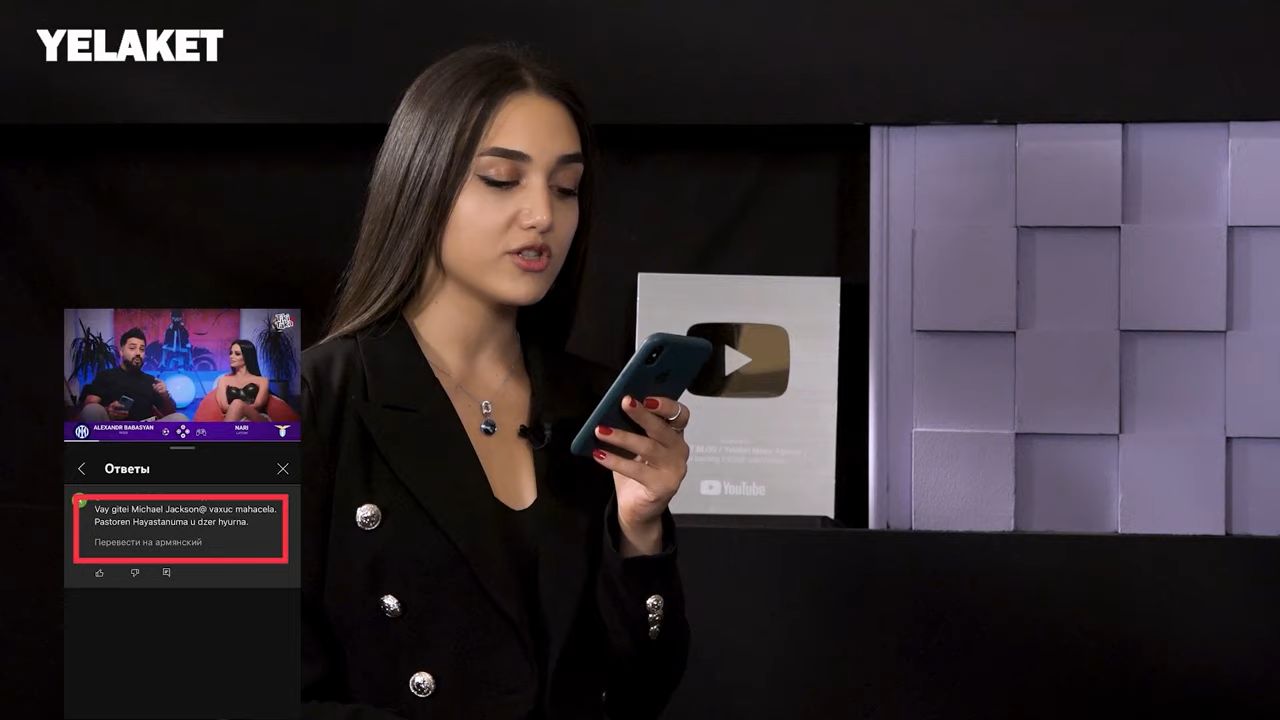 YELAKET
ALEXANDR BABASYAN
NARI
Ответы
Vay gitei Michael Jackson@ vaxuc mahacela.
Pastoren Hayastanuma u dzer hyurna.
Перевести на армянский
YouTube